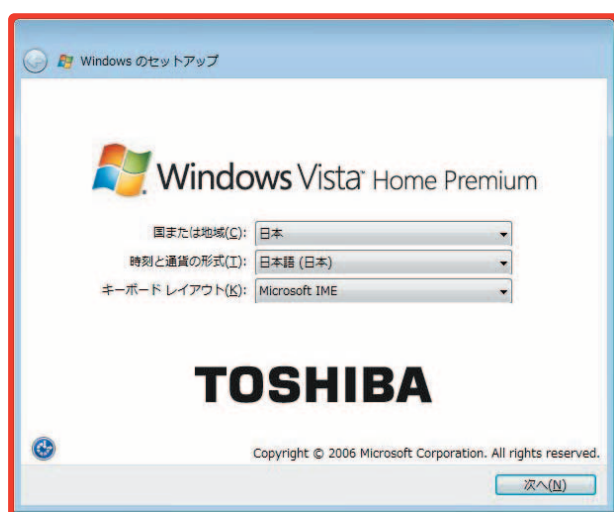 Windows のセットアップ
Windows Vista™ Home Premium
国または地域(C): 日本
時刻と通貨の形式(T): 日本語 (日本)
キーボード レイアウト(K): Microsoft IME
TOSHIBA
Copyright © 2006 Microsoft Corporation. All rights reserved.
次へ(N)